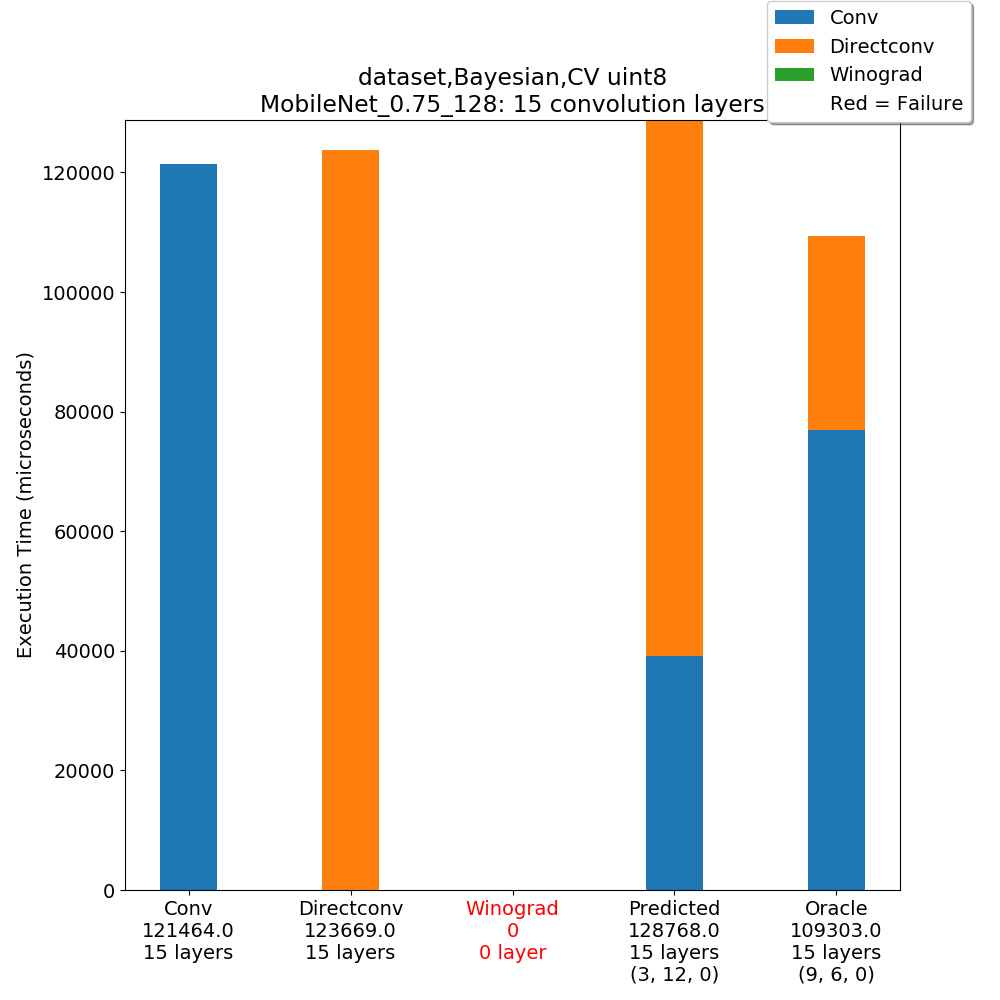 Conv
Directconv
Winograd
Red = Failure
dataset,Bayesian,CV uint8
MobileNet_0.75_128: 15 convolution layers
Execution Time (microseconds)
120000
100000
80000
60000
40000
20000
0
Conv
121464.0
15 layers
Directconv
123669.0
15 layers
Winograd
0
0 layer
Predicted
128768.0
15 layers
(3, 12, 0)
Oracle
109303.0
15 layers
(9, 6, 0)